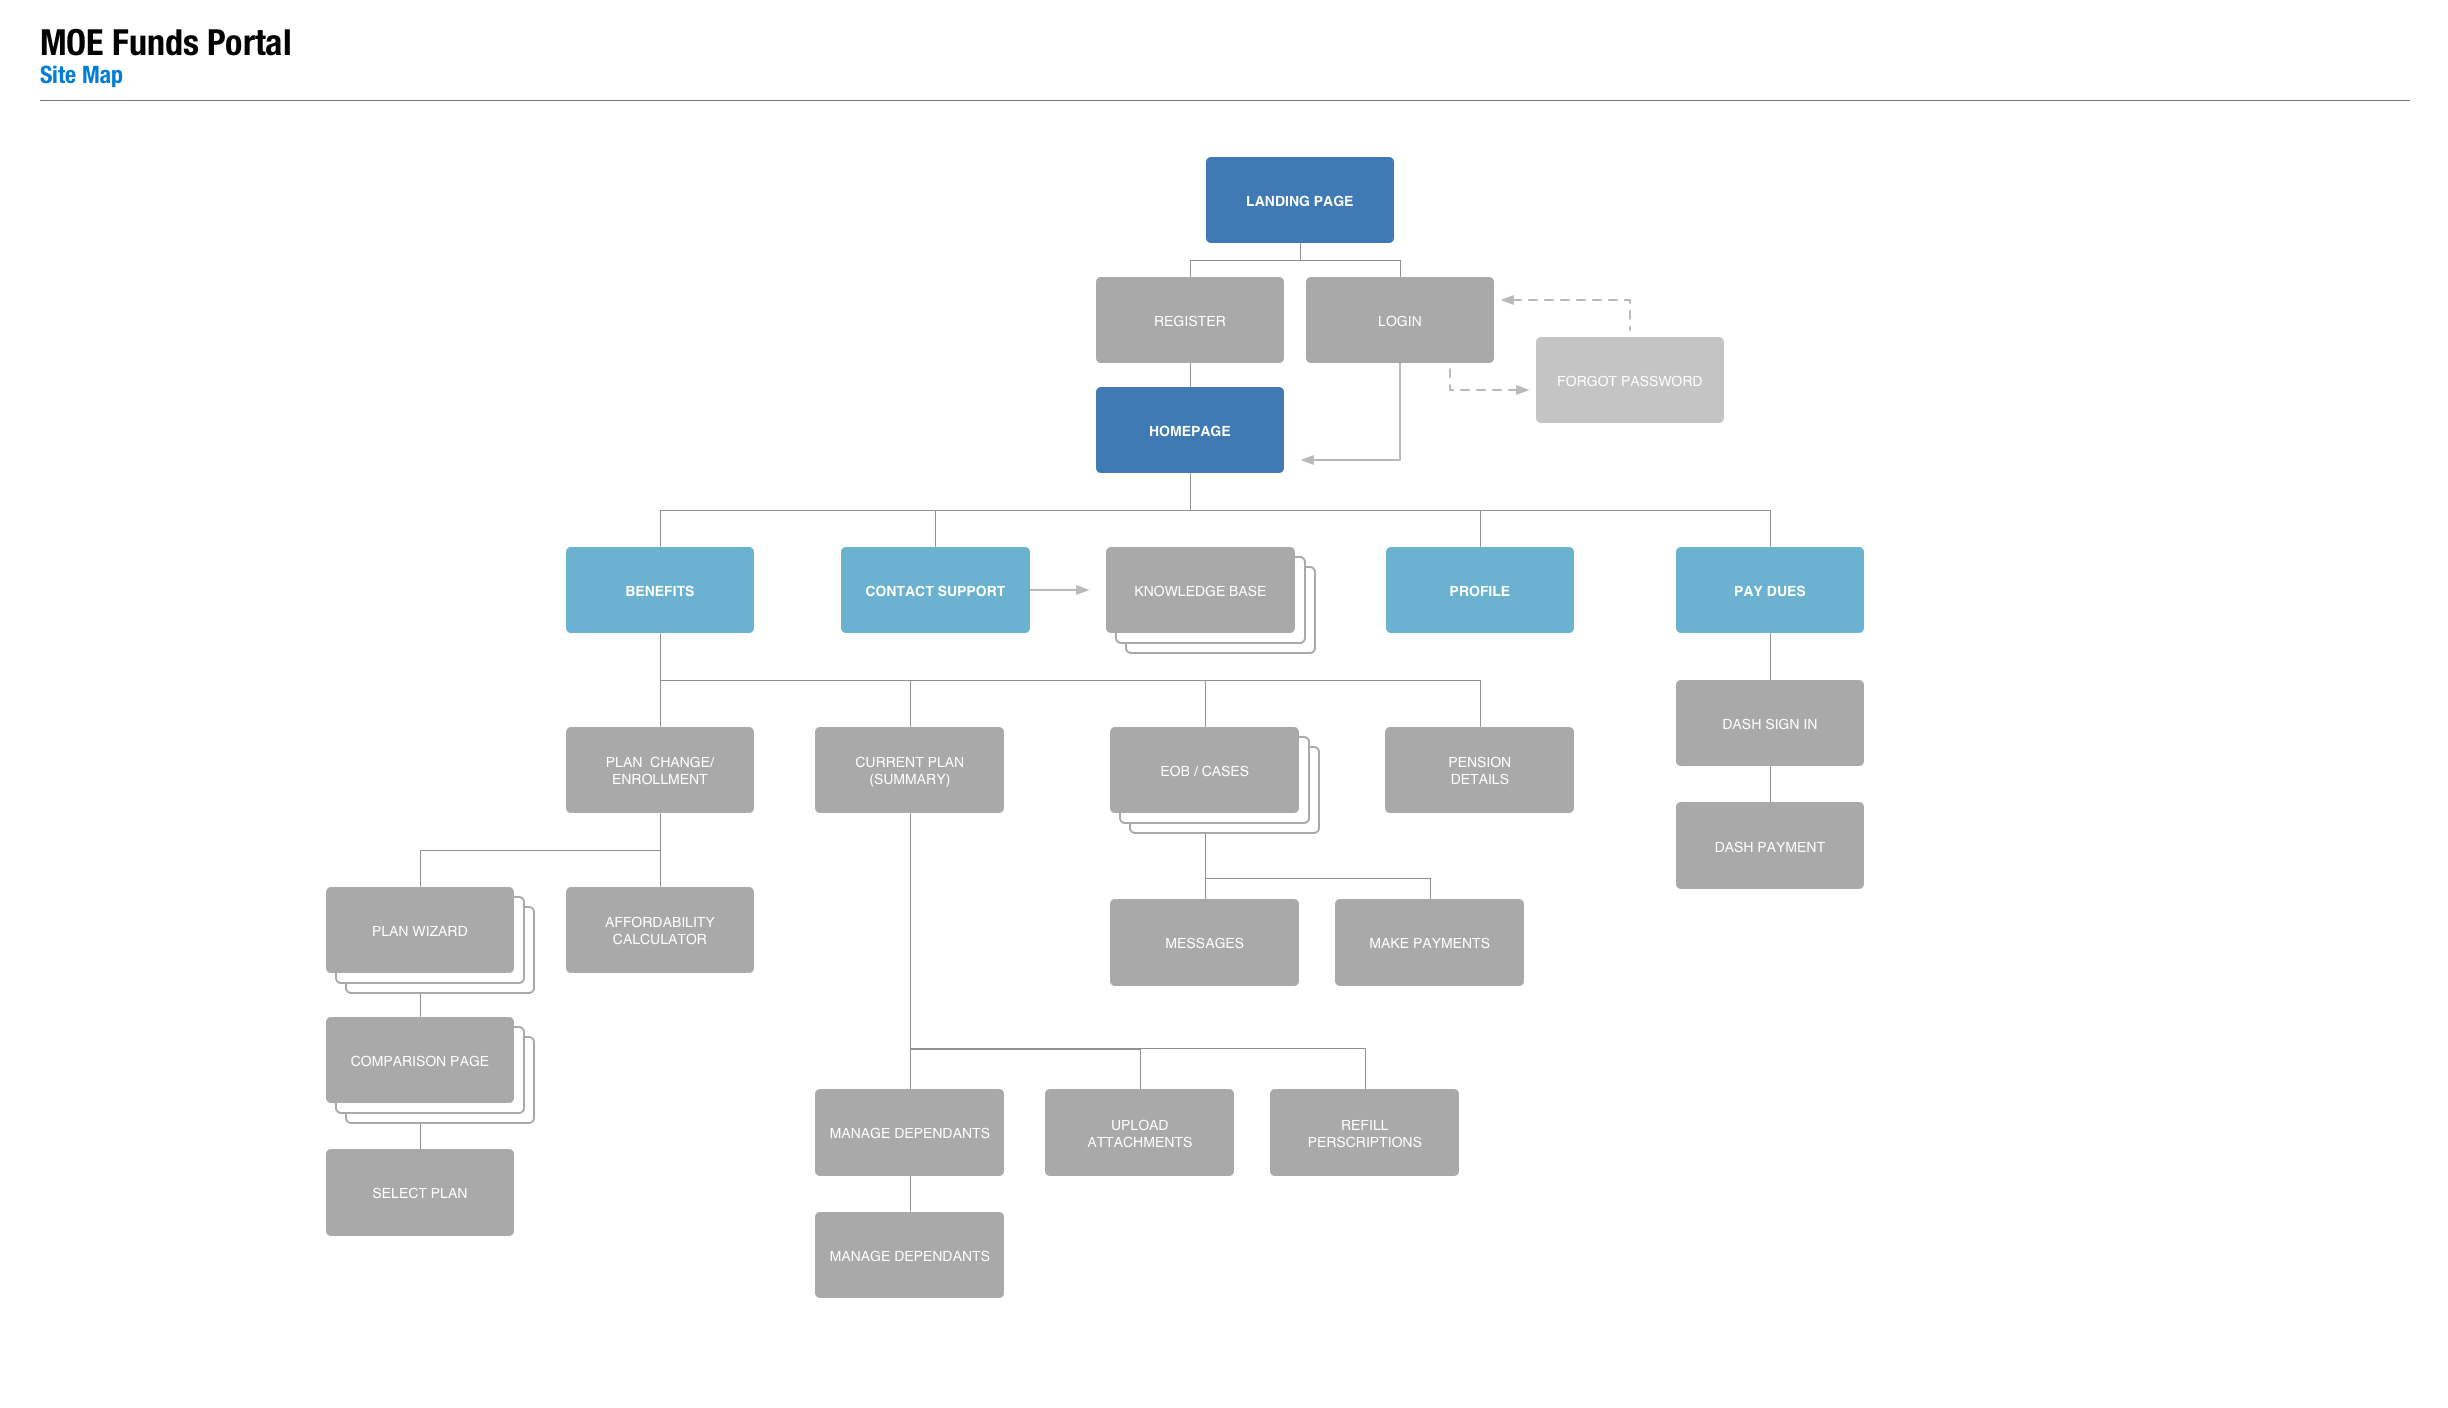 MOE Funds Portal
Site Map
LANDING PAGE
REGISTER
LOGIN
FORGOT PASSWORD
HOMEPAGE
BENEFITS
CONTACT SUPPORT
KNOWLEDGE BASE
PROFILE
PAY DUES
DASH SIGN IN
PLAN CHANGE/
ENROLLMENT
CURRENT PLAN
(SUMMARY)
EOB / CASES
PENSION
DETAILS
DASH PAYMENT
PLAN WIZARD
AFFORDABILITY
CALCULATOR
MESSAGES
MAKE PAYMENTS
COMPARISON PAGE
MANAGE DEPENDANTS
UPLOAD
ATTACHMENTS
REFILL
PERSCRIPTIONS
SELECT PLAN
MANAGE DEPENDANTS